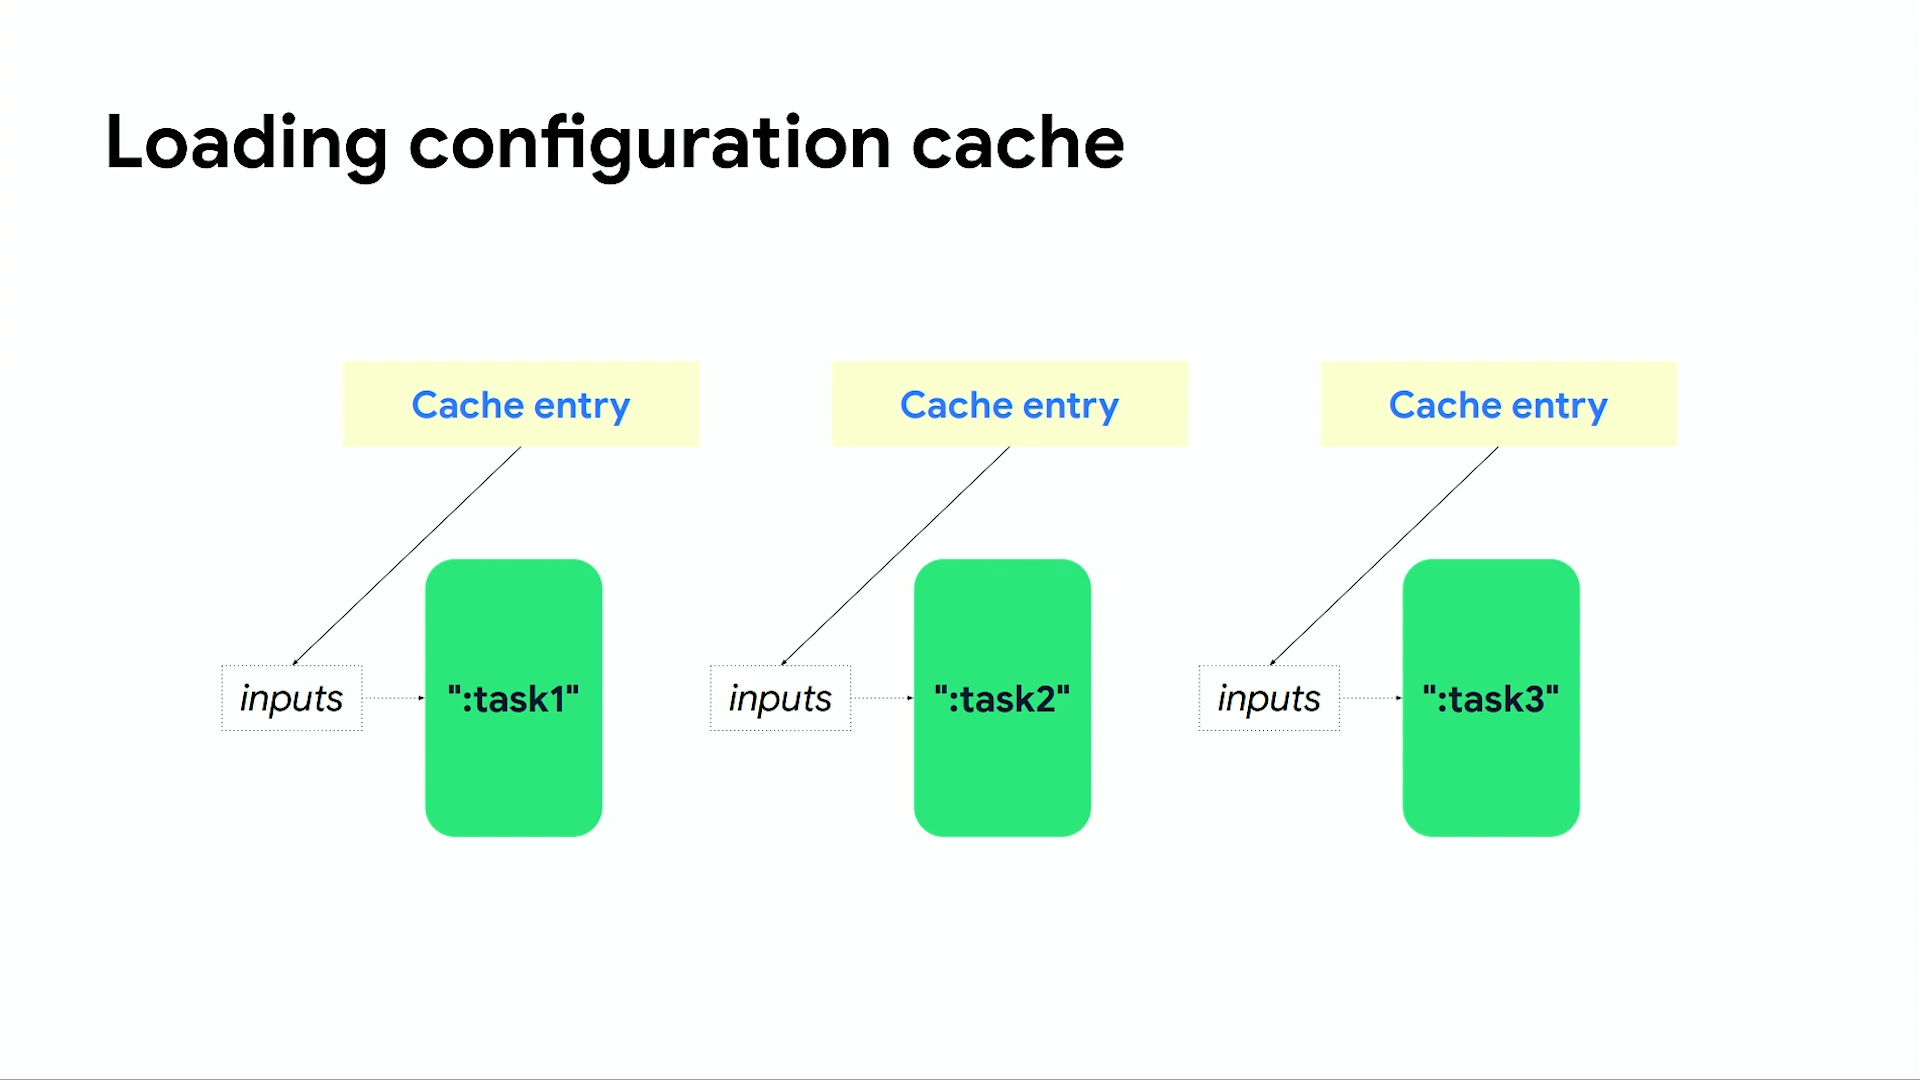 Loading configuration cache
Cache entry
Cache entry
Cache entry
inputs
":task1"
inputs
":task2"
inputs
":task3"